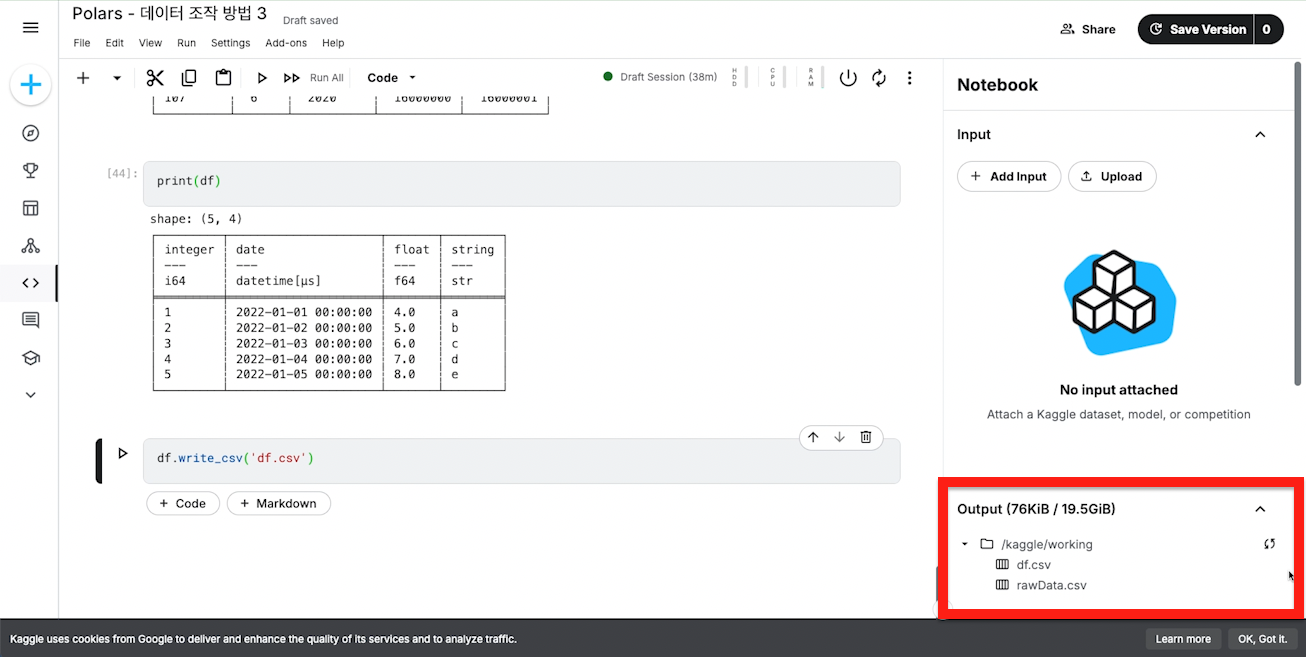 Polars - 데이터 조작 방법 3 Draft saved
File Edit View Run Settings Add-ons Help
Share
Save Version 0
Run All Code
Draft Session (38m) HDD CPU RAM
107 6 2020 16000000 16000001
[44]:
print(df)
shape: (5, 4)
integer date float string
--- --- --- ---
i64 datetime[μs] f64 str
1 2022-01-01 00:00:00 4.0 a
2 2022-01-02 00:00:00 5.0 b
3 2022-01-03 00:00:00 6.0 c
4 2022-01-04 00:00:00 7.0 d
5 2022-01-05 00:00:00 8.0 e
df.write_csv('df.csv')
+ Code + Markdown
Notebook
Input
+ Add Input Upload
No input attached
Attach a Kaggle dataset, model, or competition
Output (76KiB / 19.5GiB)
/kaggle/working
df.csv
rawData.csv
Kaggle uses cookies from Google to deliver and enhance the quality of its services and to analyze traffic.
Learn more OK, Got it.